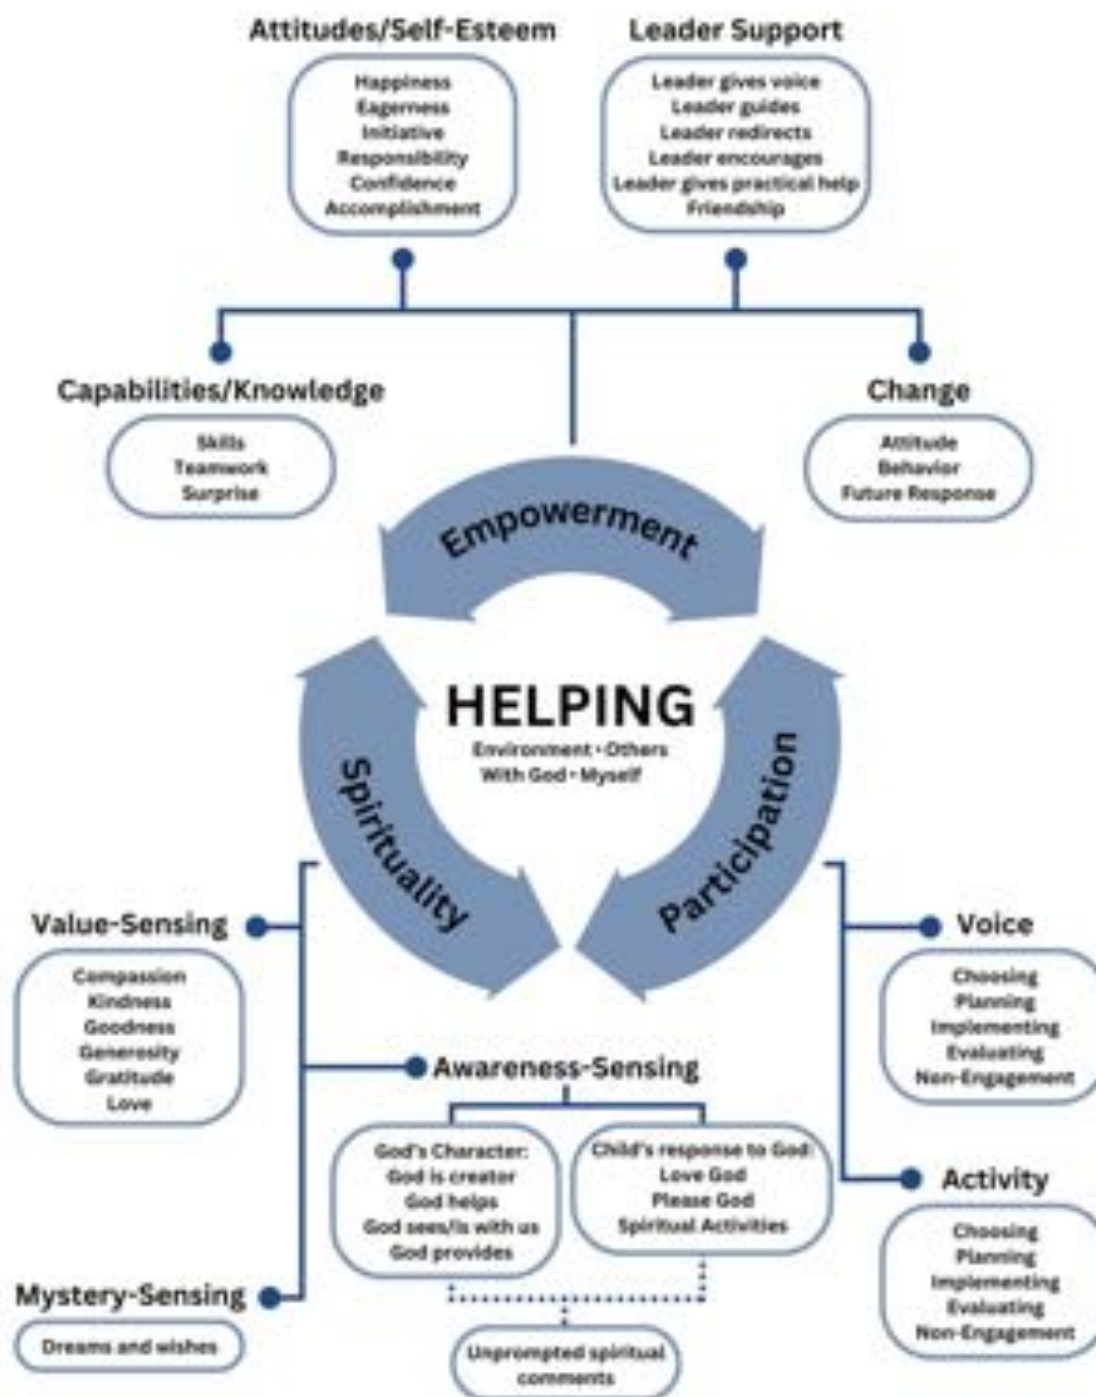 Attitudes/Self-Esteem
Happiness
Eagerness
Initiative
Responsibility
Confidence
Accomplishment
Leader Support
Leader gives voice
Leader guides
Leader redirects
Leader encourages
Leader gives practical help
Friendship
Capabilities/Knowledge
Skills
Teamwork
Surprise
Change
Attitude
Behavior
Future Response
Empowerment
HELPING
Environment • Others
With God • Myself
Spirituality
Participation
Value-Sensing
Compassion
Kindness
Goodness
Generosity
Gratitude
Love
Voice
Choosing
Planning
Implementing
Evaluating
Non-Engagement
Awareness-Sensing
God's Character:
God is creator
God helps
God sees/is with us
God provides
Child's response to God:
Love God
Please God
Spiritual Activities
Activity
Choosing
Planning
Implementing
Evaluating
Non-Engagement
Mystery-Sensing
Dreams and wishes
Unprompted spiritual
comments